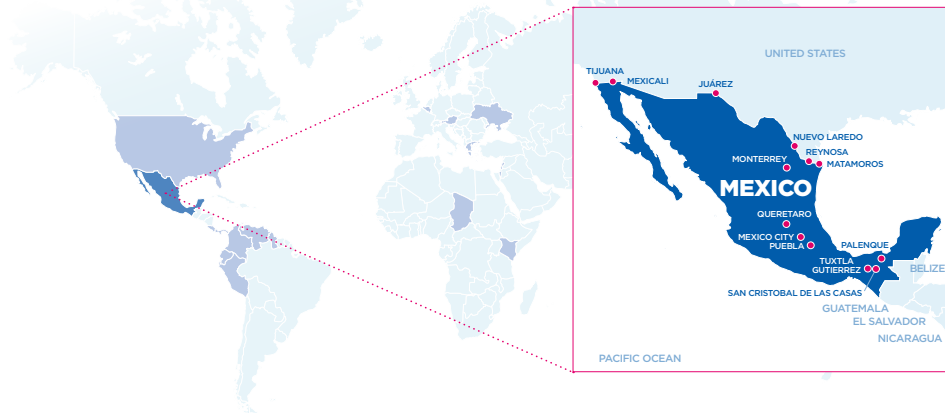 UNITED STATES
TIJUANA
MEXICALI
JUÁREZ
NUEVO LAREDO
REYNOSA
MONTERREY
MATAMOROS
MEXICO
QUERETARO
MEXICO CITY
PUEBLA
PALENQUE
TUXTLA
GUTIERREZ
BELIZE
SAN CRISTOBAL DE LAS CASAS
GUATEMALA
EL SALVADOR
NICARAGUA
PACIFIC OCEAN